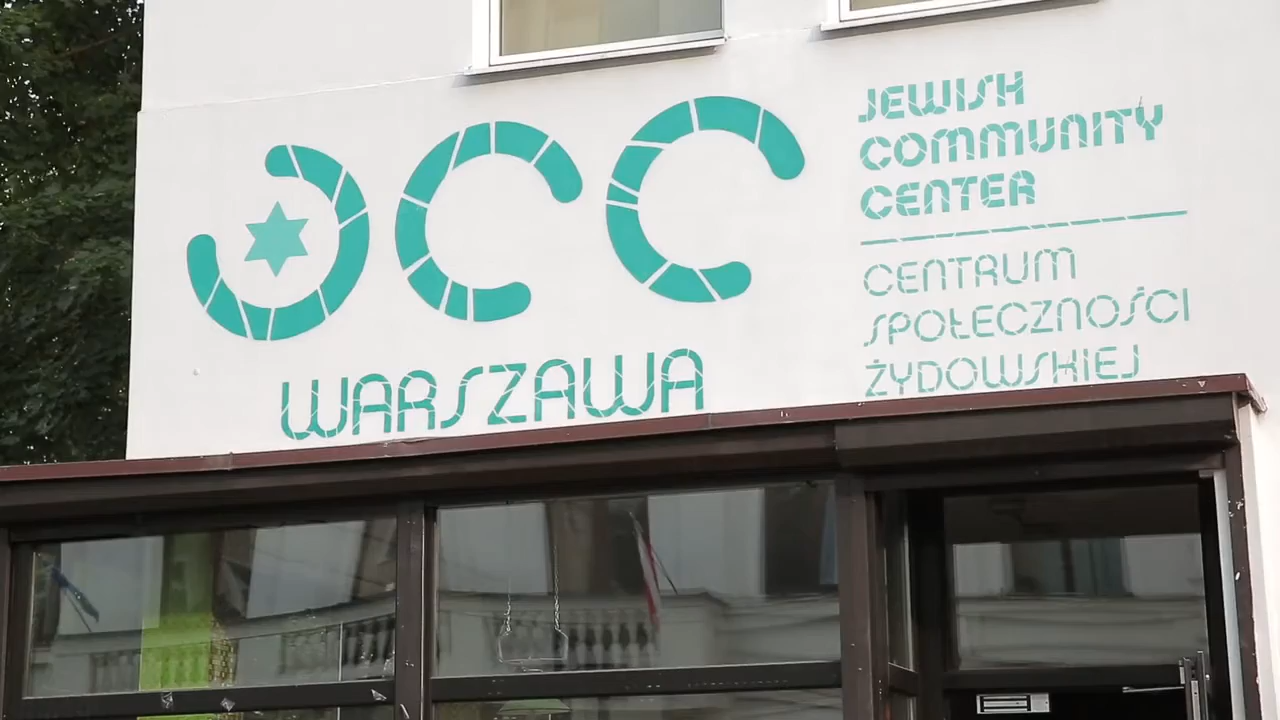 JCC
WARSZAWA
JEWISH
COMMUNITY
CENTER
CENTRUM
SPOŁECZNOŚCI
ŻYDOWSKIEJ